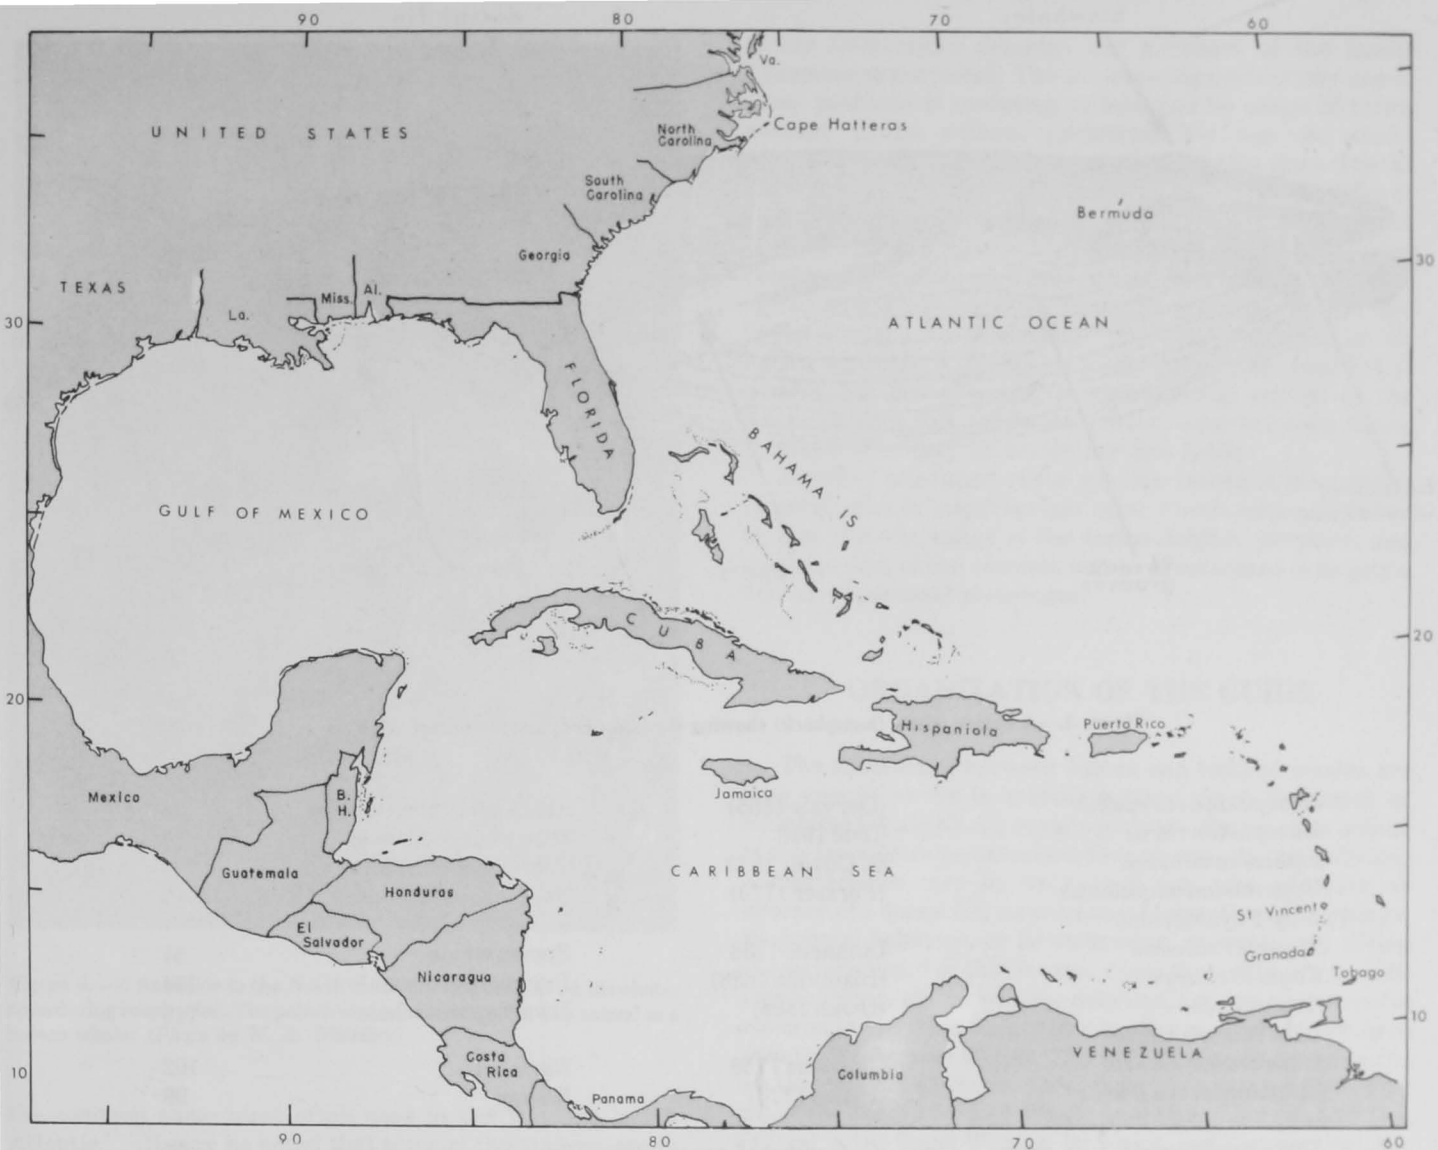 90 80 70 60
Va.
UNITED STATES
North
Carolina
Cape Hatteras
South
Carolina
Bermuda
Georgia
30
TEXAS
Miss.
Al.
La.
30
ATLANTIC OCEAN
FLORIDA
BAHAMA IS
GULF OF MEXICO
CUBA
20
20
Hispaniola
Puerto Rico
Jamaica
Mexico
B.
H.
Guatemala
CARIBBEAN SEA
Honduras
St Vincent
El
Salvador
Granada
Nicaragua
Tobago
10
VENEZUELA
Costa
Rica
Columbia
10
Panama
90 80 70 60